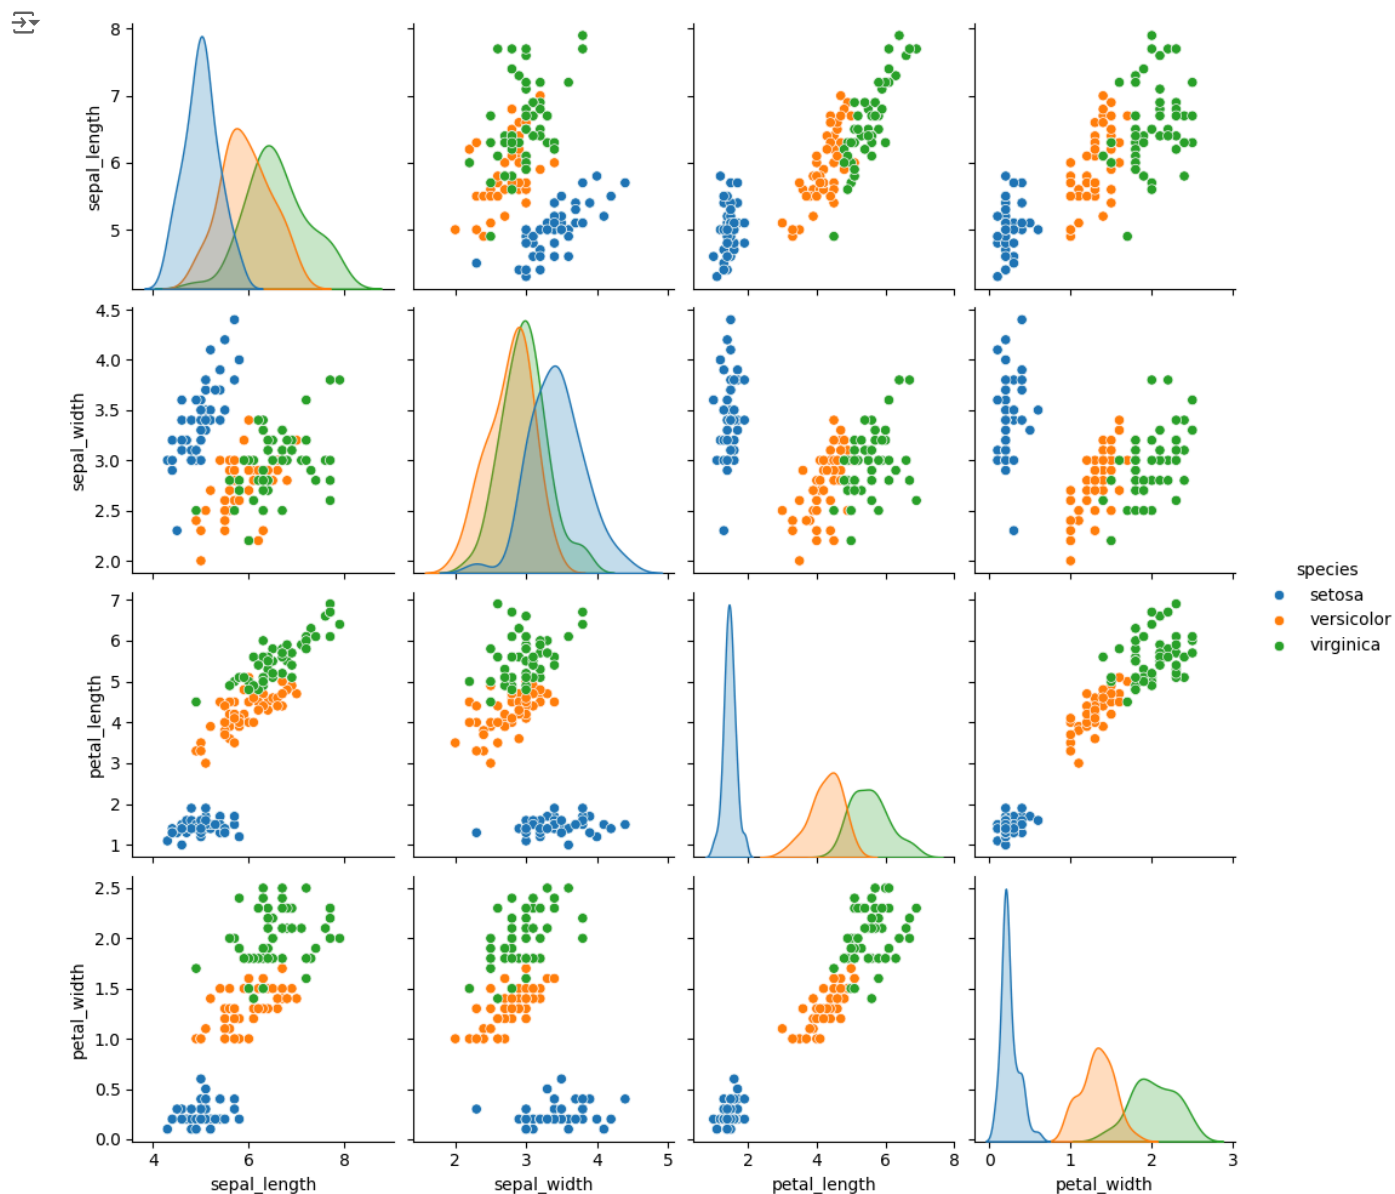 8
7
6
5
sepal_length
4.5
4.0
3.5
3.0
2.5
2.0
sepal_width
species
setosa
versicolor
virginica
7
6
5
4
3
2
1
petal_length
2.5
2.0
1.5
1.0
0.5
0.0
petal_width
4 6 8 2 3 4 5 2 4 6 8 0 1 2 3
sepal_length sepal_width petal_length petal_width